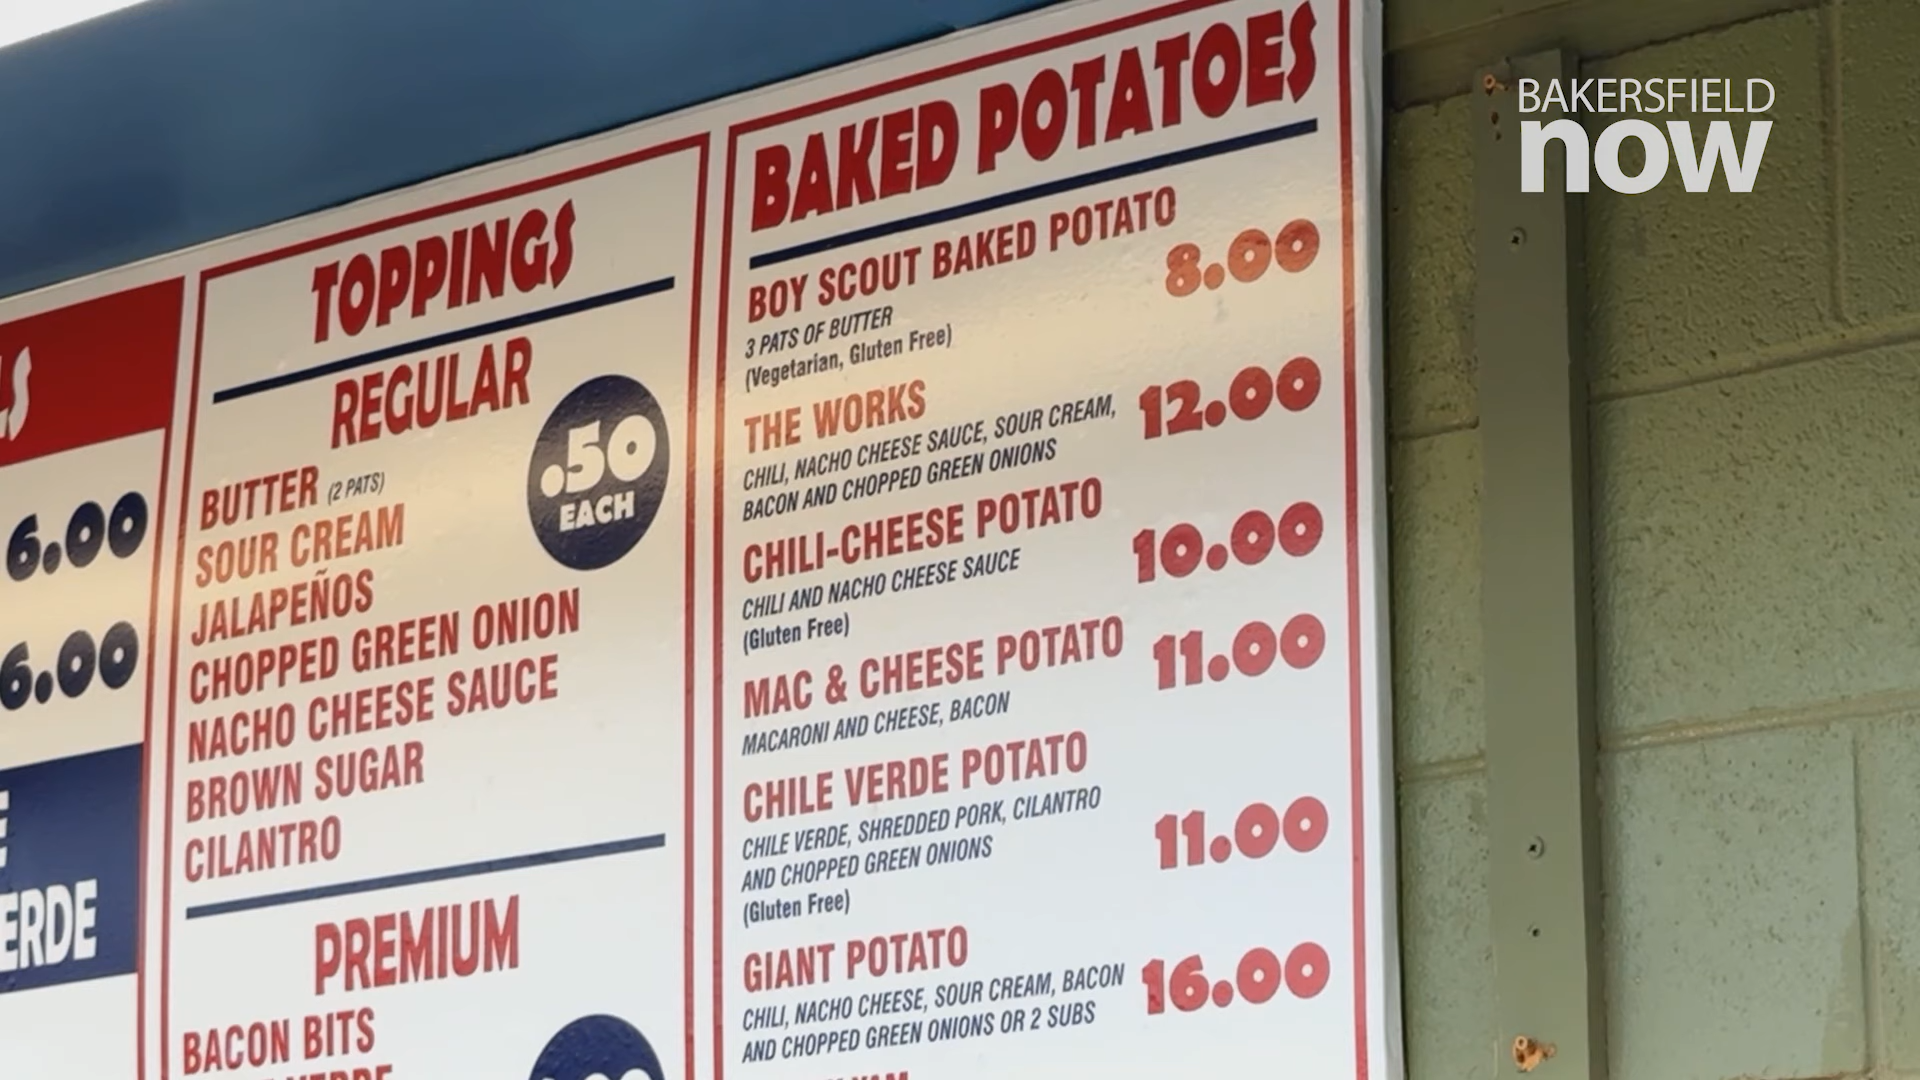 BAKERSFIELD
now
6.00
6.00
ERDE
TOPPINGS
REGULAR
.50
EACH
BUTTER (2 PATS)
SOUR CREAM
JALAPEÑOS
CHOPPED GREEN ONION
NACHO CHEESE SAUCE
BROWN SUGAR
CILANTRO
PREMIUM
BACON BITS
BAKED POTATOES
BOY SCOUT BAKED POTATO
8.00
3 PATS OF BUTTER
(Vegetarian, Gluten Free)
THE WORKS
12.00
CHILI, NACHO CHEESE SAUCE, SOUR CREAM,
BACON AND CHOPPED GREEN ONIONS
CHILI-CHEESE POTATO
10.00
CHILI AND NACHO CHEESE SAUCE
(Gluten Free)
MAC & CHEESE POTATO
11.00
MACARONI AND CHEESE, BACON
CHILE VERDE POTATO
CHILE VERDE, SHREDDED PORK, CILANTRO
11.00
AND CHOPPED GREEN ONIONS
(Gluten Free)
GIANT POTATO
16.00
CHILI, NACHO CHEESE, SOUR CREAM, BACON
AND CHOPPED GREEN ONIONS OR 2 SUBS